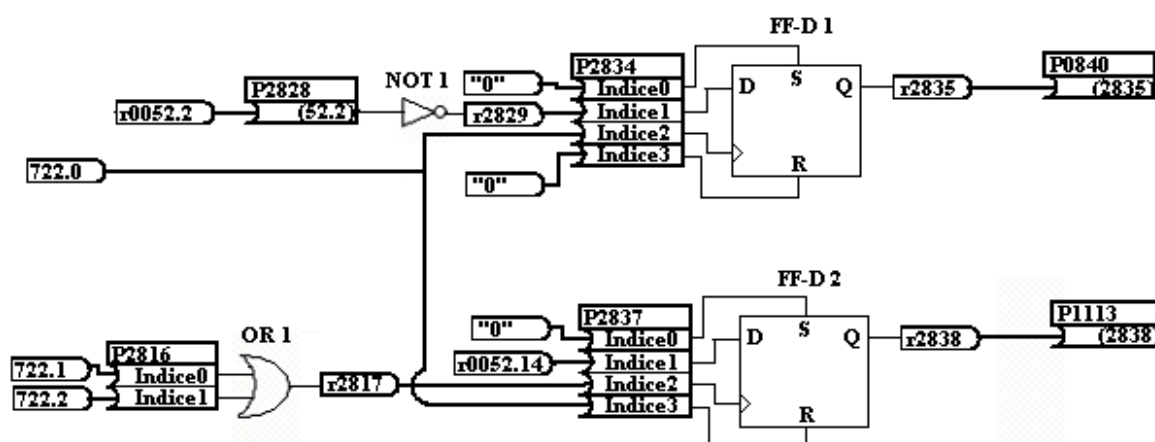 FF-D 1
P2834
P2828
NOT 1
"0"
Indice0
S
P0840
r0052.2
(52.2)
r2829
Indice1
D
Q
r2835
(2835)
Indice2
722.0
"0"
Indice3
R
FF-D 2
P2837
OR 1
"0"
Indice0
S
P1113
P2816
r0052.14
Indice1
D
Q
r2838
(2838)
722.1
Indice0
r2817
Indice2
722.2
Indice1
Indice3
R